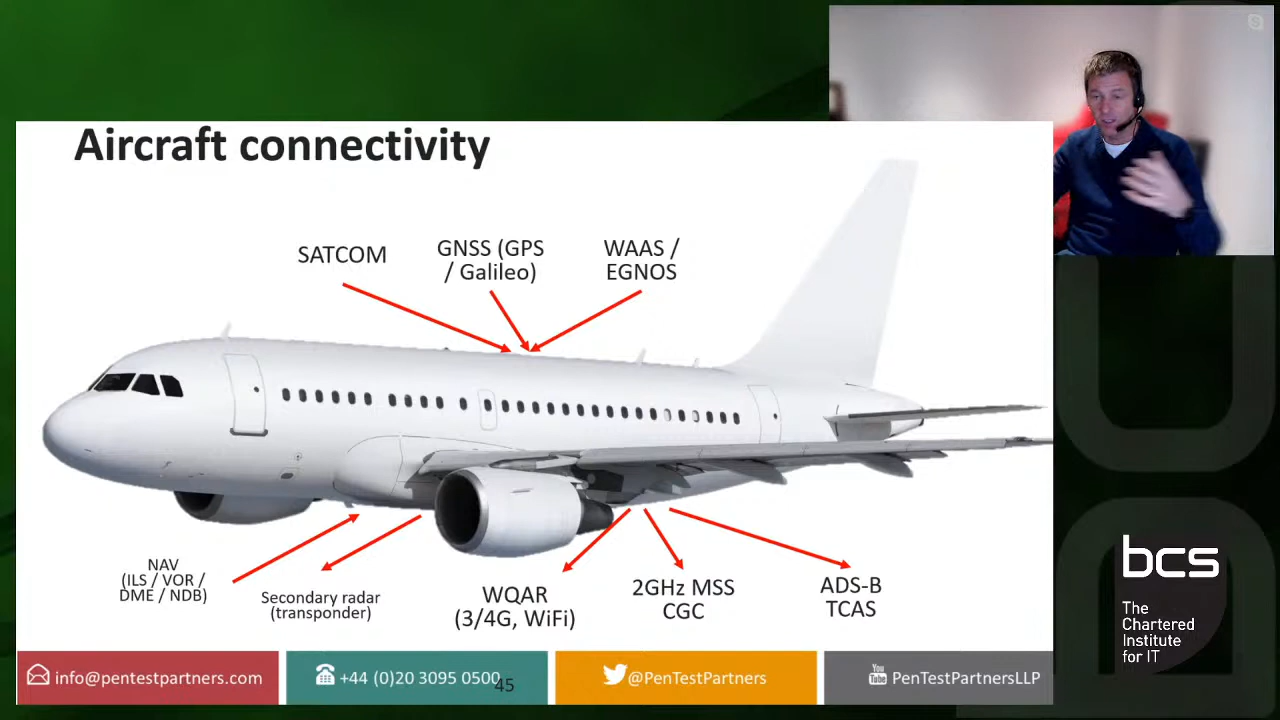 Aircraft connectivity
SATCOM
GNSS (GPS
/ Galileo)
WAAS /
EGNOS
NAV
(ILS / VOR /
DME / NDB)
Secondary radar
(transponder)
WQAR
(3/4G, WiFi)
2GHz MSS
CGC
ADS-B
TCAS
info@pentestpartners.com
+44 (0)20 3095 0500
45
@PenTestPartners
You
Tube
PenTestPartnersLLP
bcs
The
Chartered
Institute
for IT